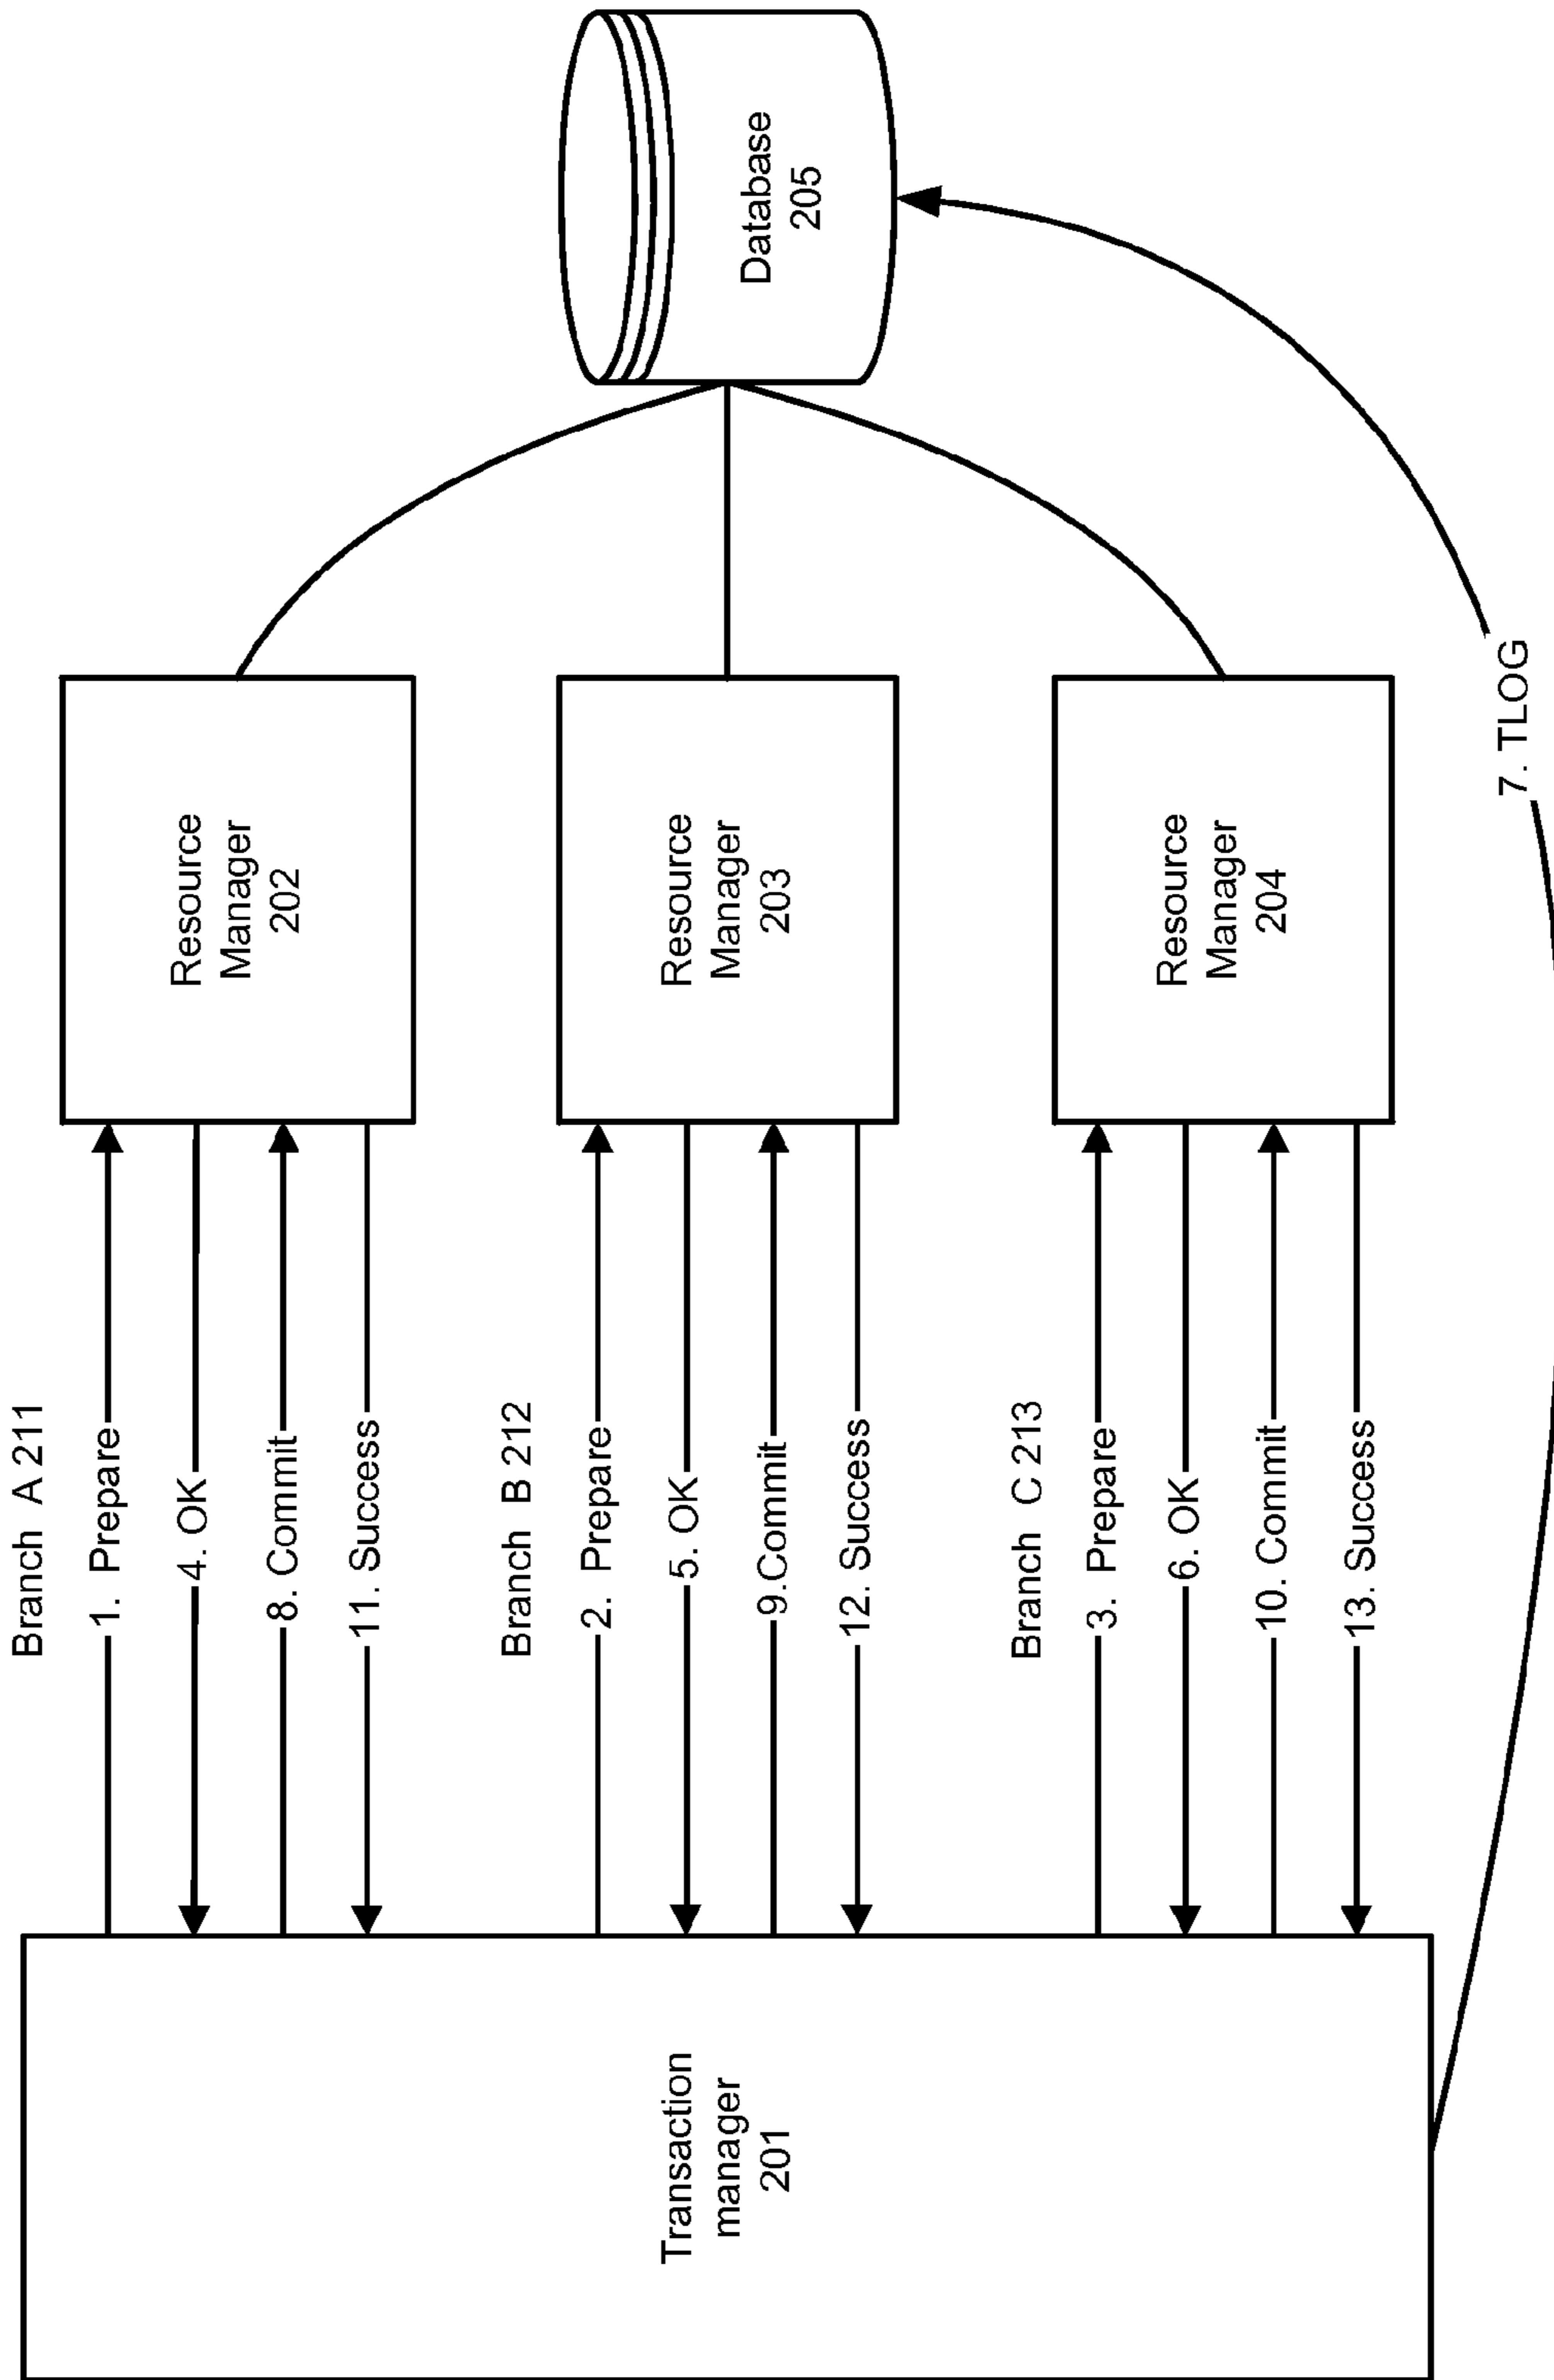 Branch A 211
1. Prepare
4. OK
8. Commit
11. Success
Branch B 212
2. Prepare
5. OK
9.Commit
12. Success
Branch C 213
3. Prepare
6. OK
10. Commit
13. Success
Transaction
manager
201
Resource
Manager
202
Resource
Manager
203
Resource
Manager
204
Database
205
7. TLOG